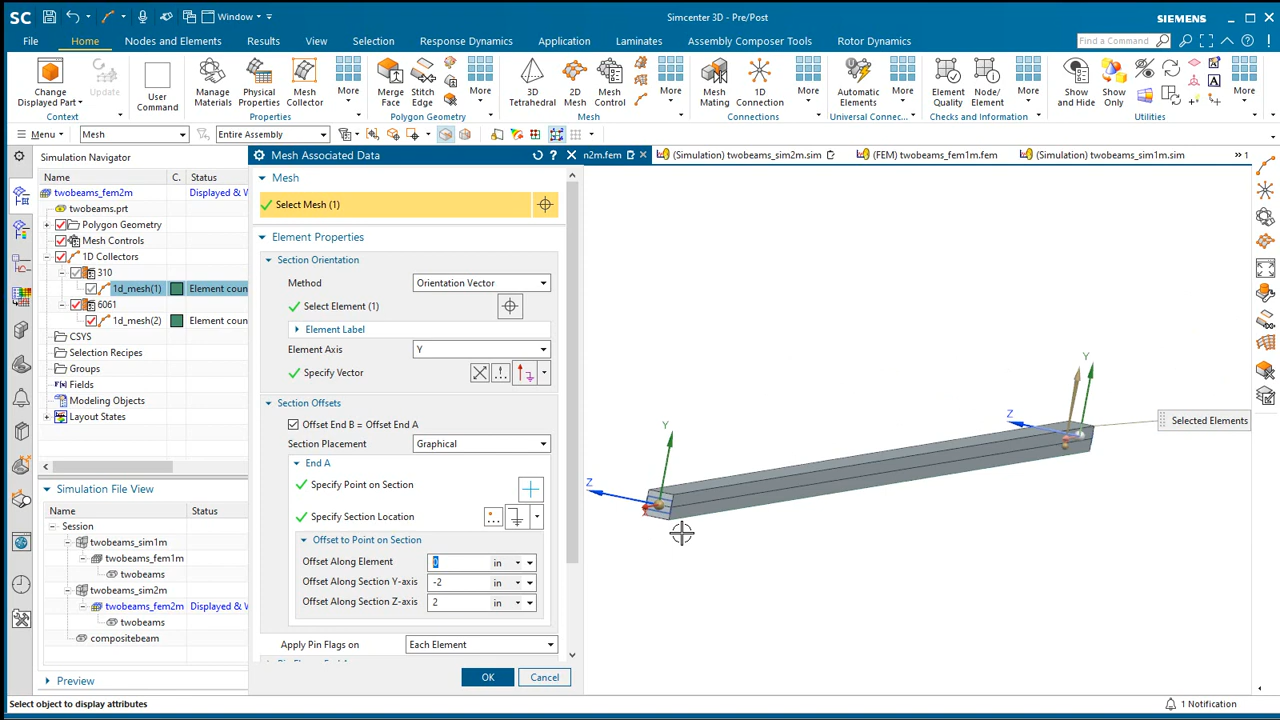 SC Window Simcenter 3D - Pre/Post SIEMENS
File Home Nodes and Elements Results View Selection Response Dynamics Application Laminates Assembly Composer Tools Rotor Dynamics Find a Command
Change Displayed Part Update User Command Manage Materials Physical Properties Mesh Collector More Merge Face Stitch Edge More 3D Tetrahedral 2D Mesh Mesh Control More Mesh Mating 1D Connection More Automatic Elements More Element Quality Node/Element More Show and Hide Show Only More
Context Properties Polygon Geometry Mesh Connections Universal Connec... Checks and Information Utilities
Menu Mesh Entire Assembly
Simulation Navigator
Name C. Status
twobeams_fem2m Displayed & W
twobeams.prt
Polygon Geometry
Mesh Controls
1D Collectors
310
1d_mesh(1) Element coun
6061
1d_mesh(2) Element coun
CSYS
Selection Recipes
Groups
Fields
Modeling Objects
Layout States
Simulation File View
Name Status
Session
twobeams_sim1m
twobeams_fem1m
twobeams
twobeams_sim2m
twobeams_fem2m Displayed & W
twobeams
compositebeam
Preview
Mesh Associated Data
Mesh
Select Mesh (1)
Element Properties
Section Orientation
Method Orientation Vector
Select Element (1)
Element Label
Element Axis Y
Specify Vector
Section Offsets
Offset End B = Offset End A
Section Placement Graphical
End A
Specify Point on Section
Specify Section Location
Offset to Point on Section
Offset Along Element 0 in
Offset Along Section Y-axis -2 in
Offset Along Section Z-axis 2 in
Apply Pin Flags on Each Element
OK Cancel
n2m.fem (Simulation) twobeams_sim2m.sim (FEM) twobeams_fem1m.fem (Simulation) twobeams_sim1m.sim »1
Y
Z
Y
Z
Selected Elements
Select object to display attributes
1 Notification